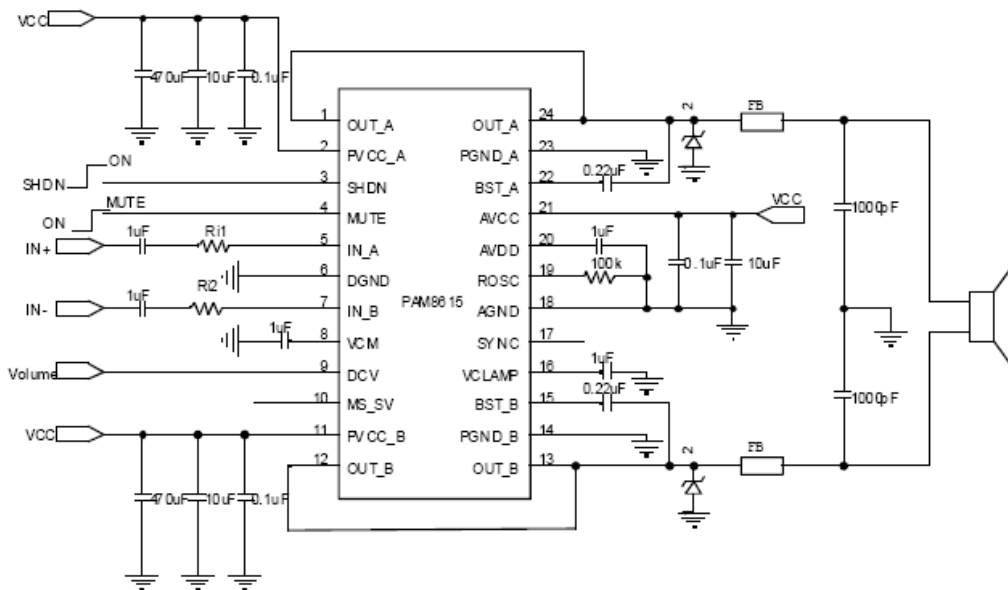 VCC
470uF
10uF
0.1uF
1
OUT_A
2
PVCC_A
SHDN
ON
3
SHDN
ON
MUTE
4
MUTE
IN+
1uF
Ri1
5
IN_A
6
DGND
IN-
1uF
Ri2
7
IN_B
1uF
8
VCM
Volume
9
DCV
10
MS_SV
VCC
11
PVCC_B
12
OUT_B
470uF
10uF
0.1uF
PAM8615
OUT_A
24
PGND_A
23
BST_A
22
0.22uF
AVCC
21
VCC
AVDD
20
1uF
ROSC
19
100k
0.1uF
10uF
AGND
18
SYNC
17
VCLAMP
16
1uF
BST_B
15
0.22uF
PGND_B
14
OUT_B
13
2
FB
1000pF
1000pF
2
FB